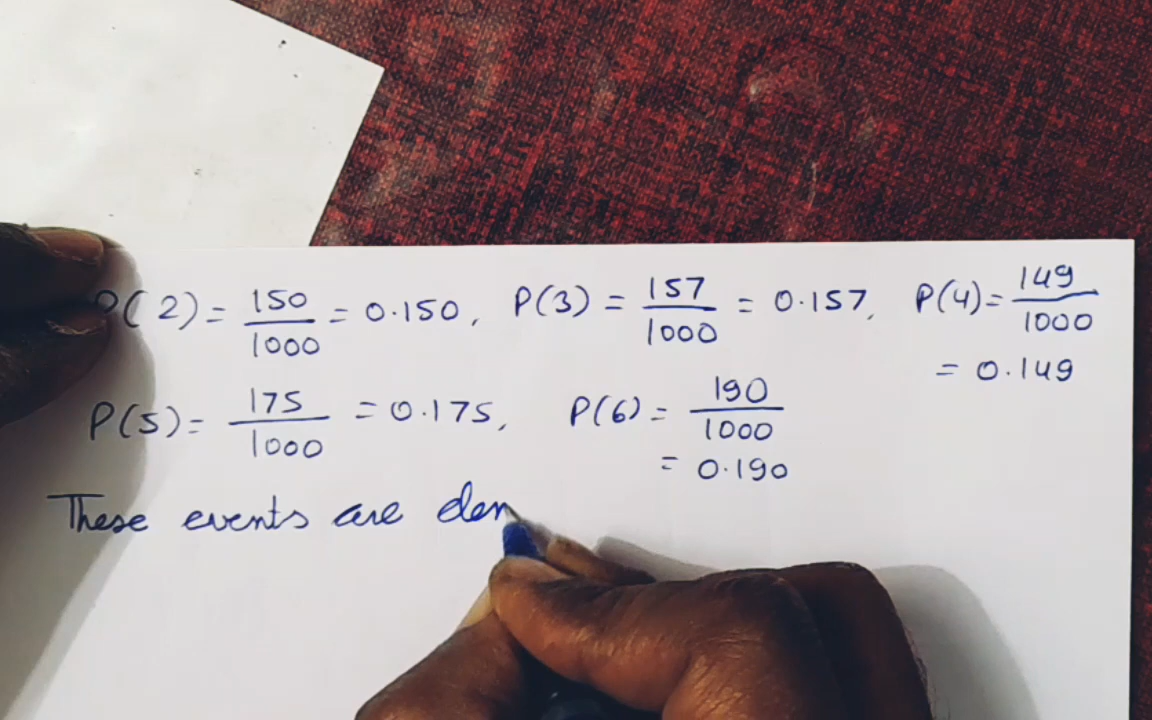 P(2) = 150/1000 = 0.150, P(3) = 157/1000 = 0.157, P(4) = 149/1000
= 0.149
P(5) = 175/1000 = 0.175, P(6) = 190/1000
= 0.190
These events are den